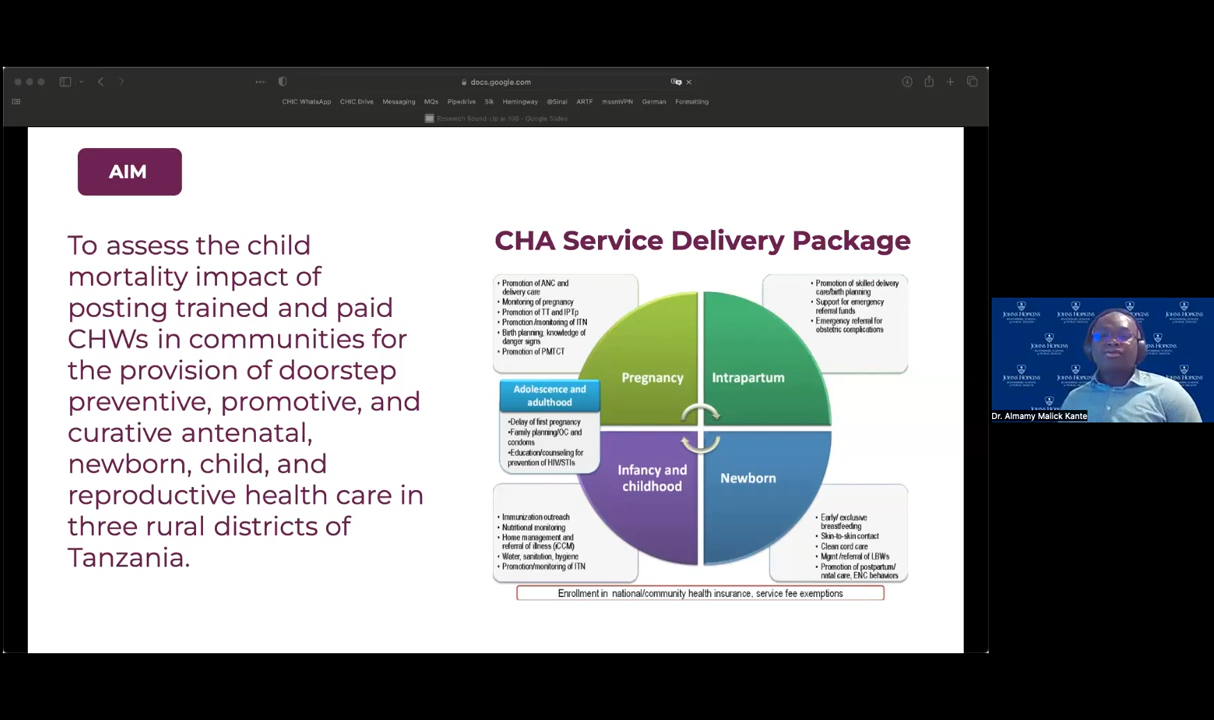 docs.google.com
CHIC WhatsApp CHIC Drive Messaging MQs Pipedrive Slk Hemingway @Sinai ARTF mssmVPN German Formatting
Google Slides
AIM
To assess the child
mortality impact of
posting trained and paid
CHWs in communities for
the provision of doorstep
preventive, promotive, and
curative antenatal,
newborn, child, and
reproductive health care in
three rural districts of
Tanzania.
CHA Service Delivery Package
• Promotion of ANC and
delivery care
• Monitoring of pregnancy
• Promotion of TT and IPTp
• Promotion/monitoring of ITN
• Birth planning, knowledge of
danger signs
• Promotion of PMTCT
• Promotion of skilled delivery
care/birth planning
• Support for emergency
referral funds
• Emergency referral for
obstetric complications
Pregnancy
Intrapartum
Adolescence and
adulthood
•Delay of first pregnancy
•Family planning/OC and
condoms
•Education/counseling for
prevention of HIV/STIs
Infancy and
childhood
Newborn
• Immunization outreach
• Nutritional monitoring
• Home management and
referral of illness (iCCM)
• Water, sanitation, hygiene
• Promotion/monitoring of ITN
• Early/ exclusive
breastfeeding
• Skin-to-skin contact
• Clean cord care
• Mgmt /referral of LBWs
• Promotion of postpartum/
natal care, ENC behaviors
Enrollment in national/community health insurance, service fee exemptions
JOHNS HOPKINS
Dr. Almamy Malick Kante